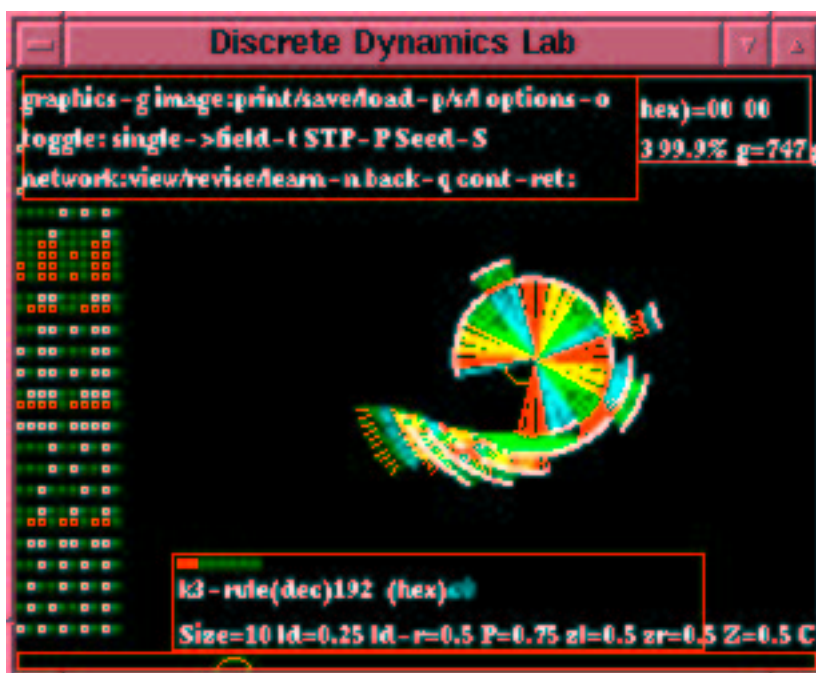 Discrete Dynamics Lab
graphics-g image:print/save/load-p/s/l options-o
toggle: single->field-t STP-P Seed-S
network:view/revise/learn-n back-q cont-ret:
hex)=00 00
3 99.9% g=747
k3-rule(dec)192 (hex)c0
Size=10 ld=0.25 ld-r=0.5 P=0.75 zl=0.5 zr=0.5 Z=0.5 C